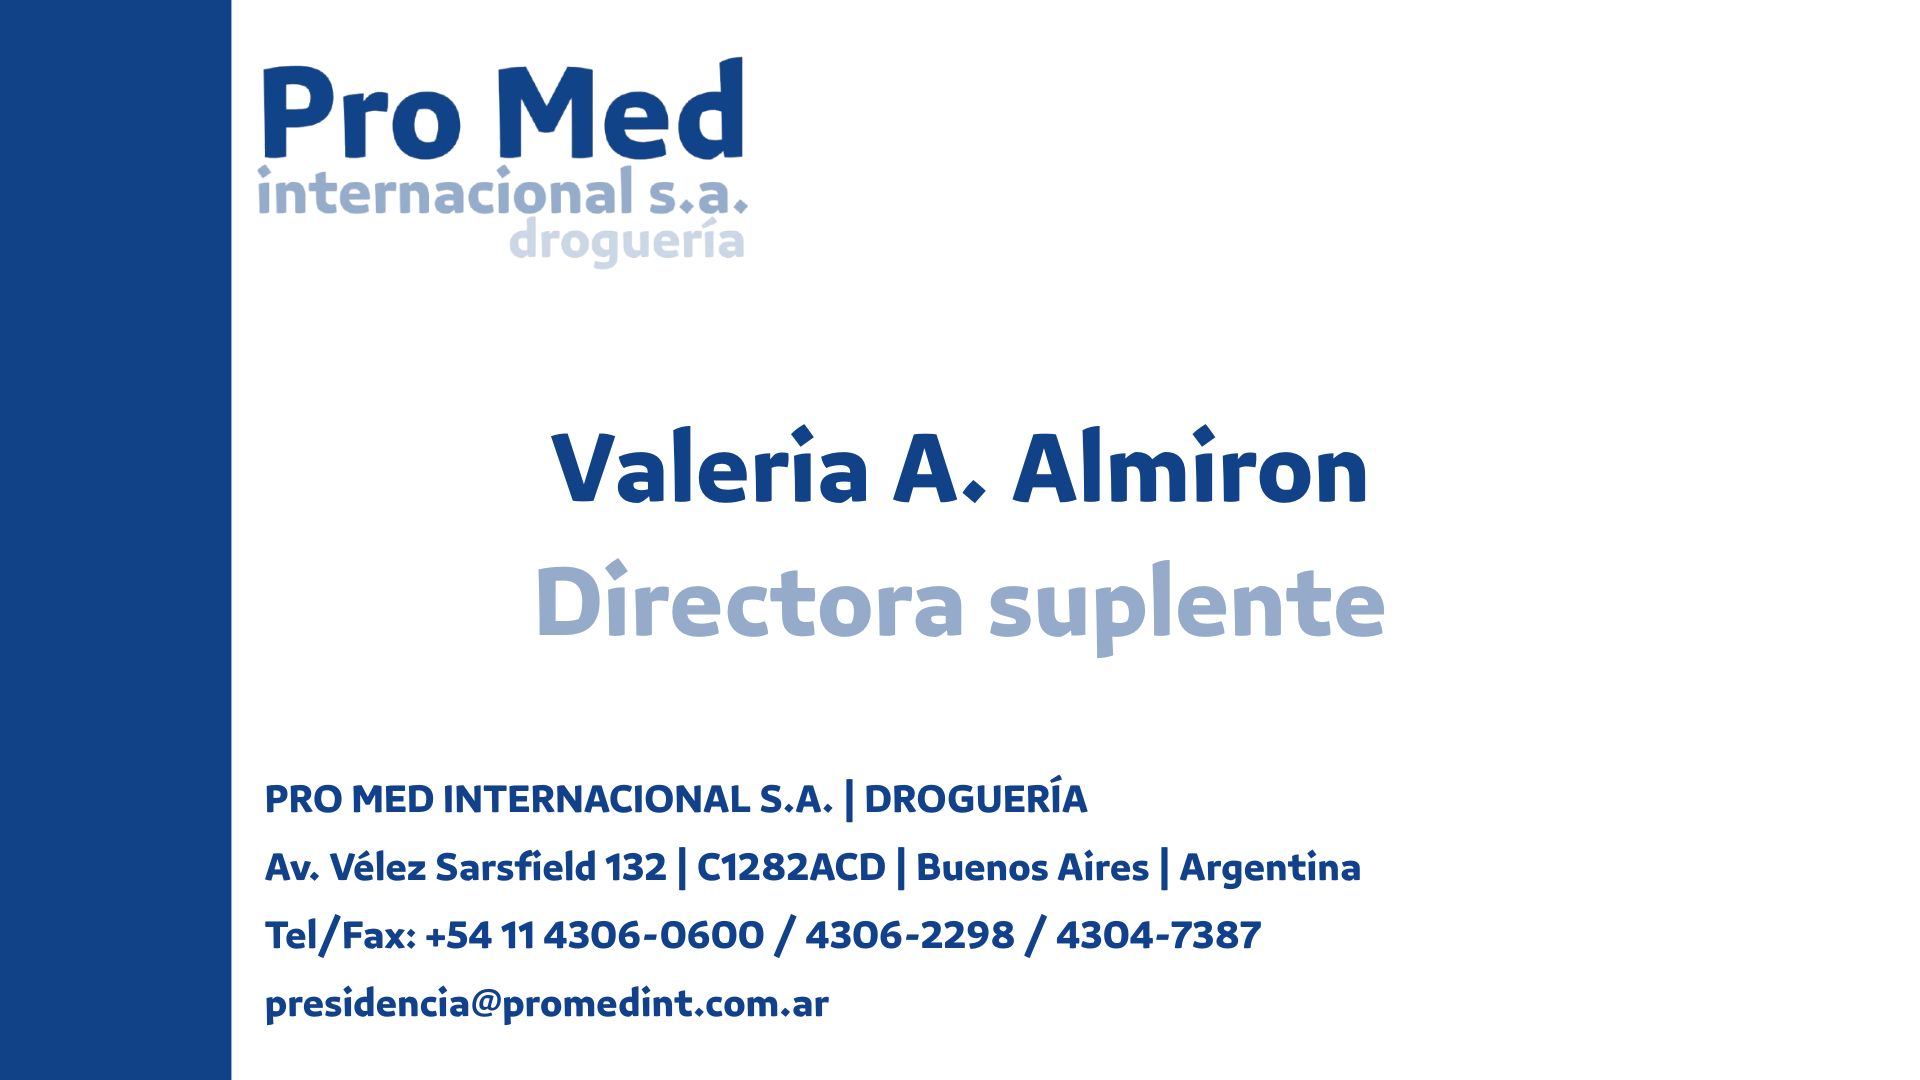 Pro Med
internacional s.a.
droguería
Valeria A. Almiron
Directora suplente
PRO MED INTERNACIONAL S.A. | DROGUERÍA
Av. Vélez Sarsfield 132 | C1282ACD | Buenos Aires | Argentina
Tel/Fax: +54 11 4306-0600 / 4306-2298 / 4304-7387
presidencia@promedint.com.ar